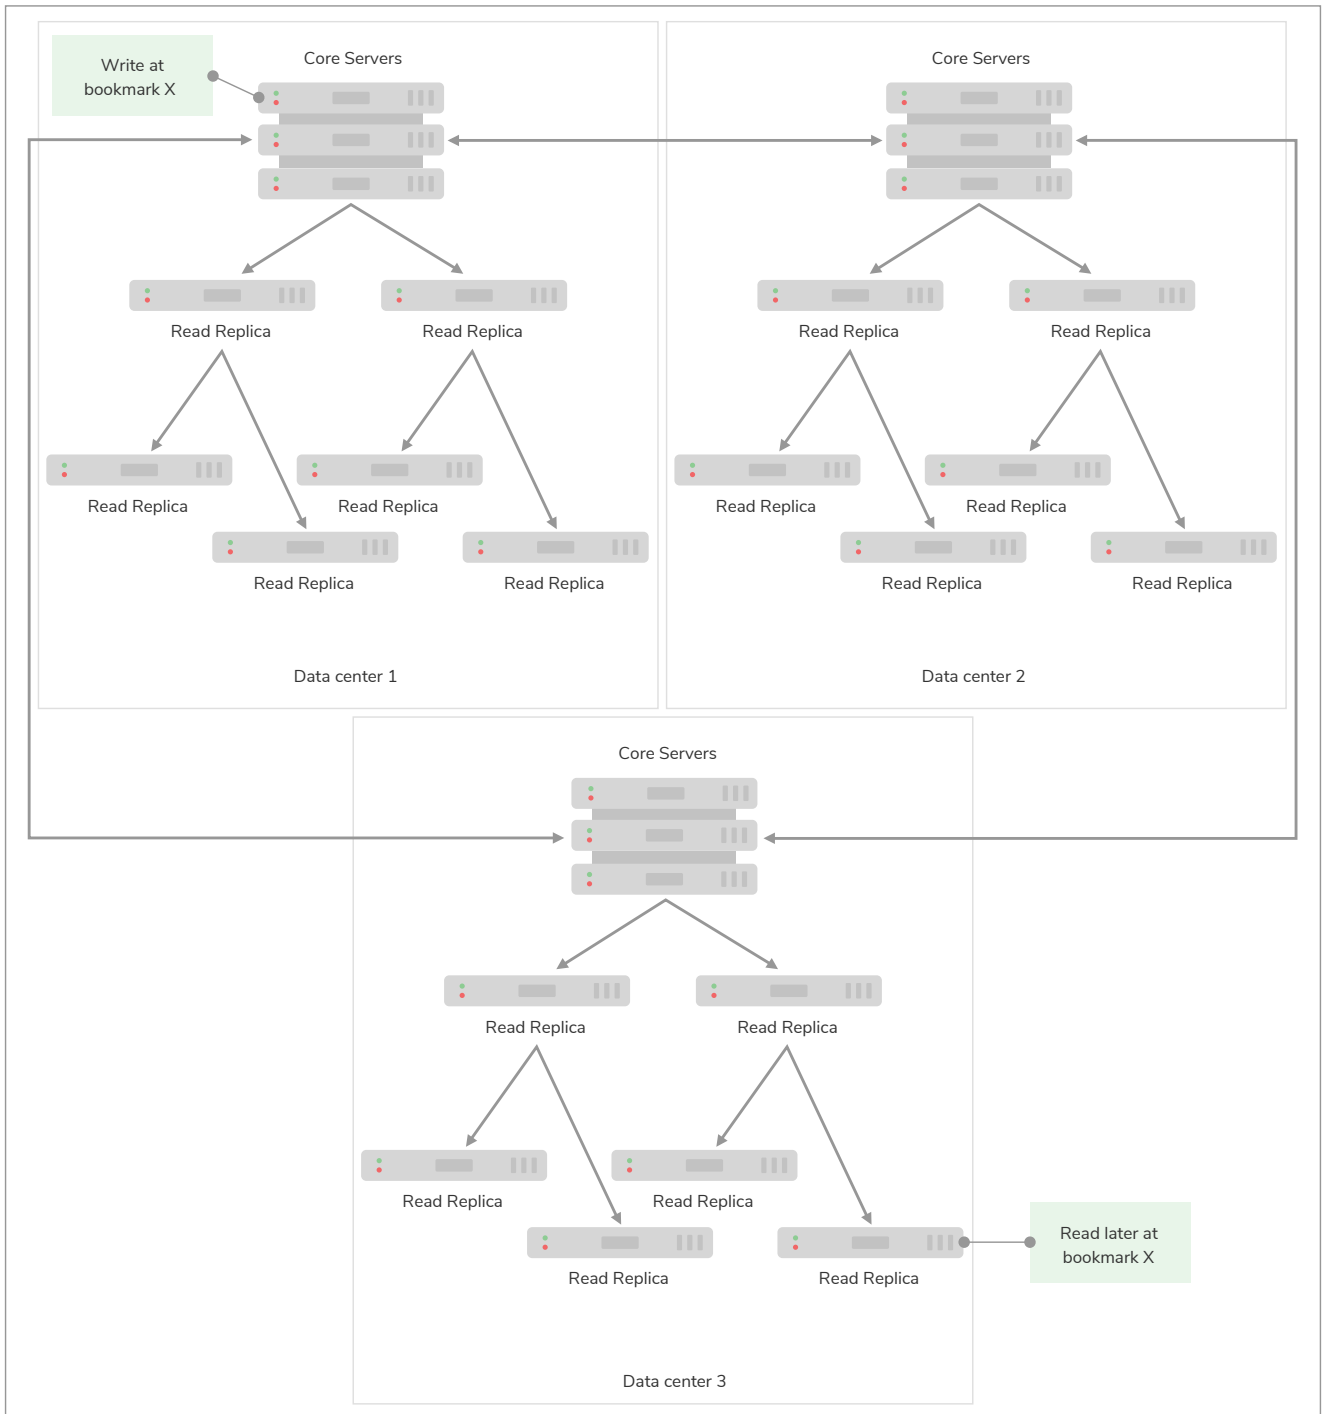 Write at
bookmark X
Core Servers
Core Servers
Read Replica
Read Replica
Read Replica
Read Replica
Read Replica
Read Replica
Read Replica
Read Replica
Read Replica
Read Replica
Read Replica
Read Replica
Data center 1
Data center 2
Core Servers
Read Replica
Read Replica
Read Replica
Read Replica
Read later at
bookmark X
Read Replica
Read Replica
Data center 3